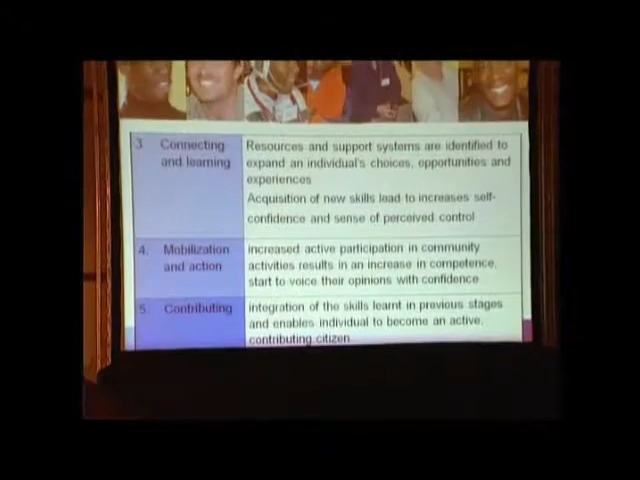 3 Connecting and learning
Resources and support systems are identified to
expand an individual's choices, opportunities and
experiences
Acquisition of new skills lead to increases self-
confidence and sense of perceived control
4. Mobilization and action
increased active participation in community
activities results in an increase in competence,
start to voice their opinions with confidence
5. Contributing
integration of the skills learnt in previous stages
and enables individual to become an active,
contributing citizen